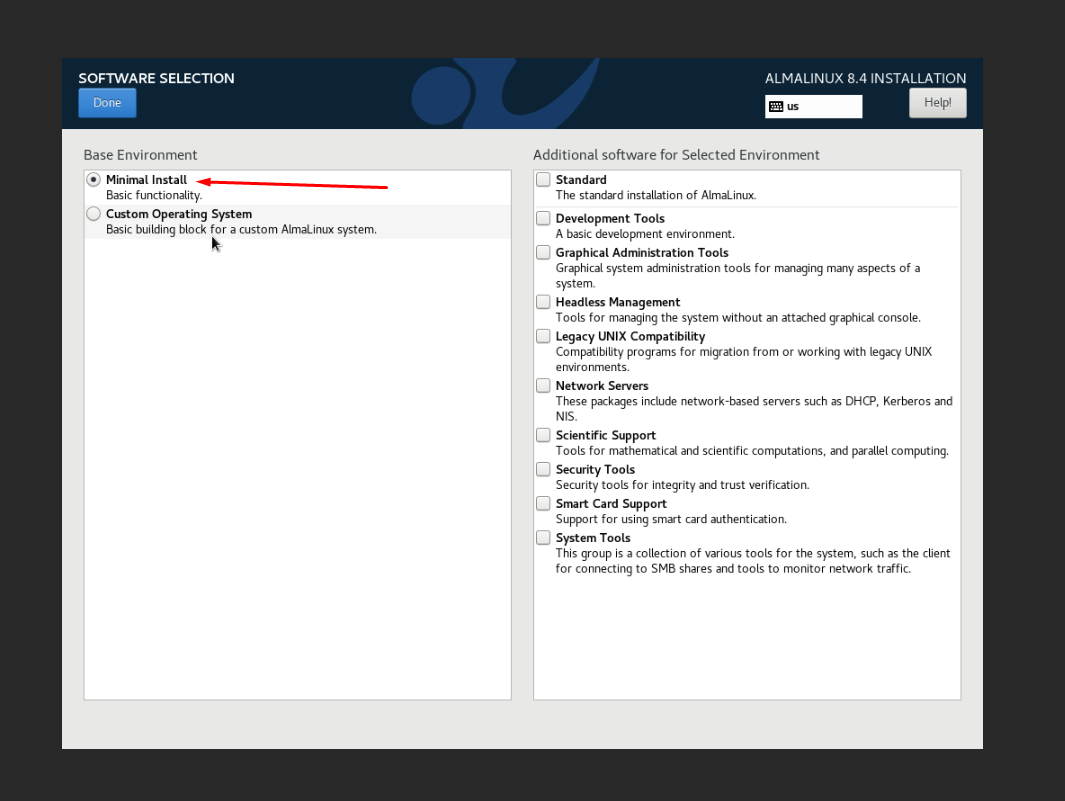 SOFTWARE SELECTION
Done
ALMALINUX 8.4 INSTALLATION
us
Help!
Base Environment
Minimal Install
Basic functionality.
Custom Operating System
Basic building block for a custom AlmaLinux system.
Additional software for Selected Environment
Standard
The standard installation of AlmaLinux.
Development Tools
A basic development environment.
Graphical Administration Tools
Graphical system administration tools for managing many aspects of a
system.
Headless Management
Tools for managing the system without an attached graphical console.
Legacy UNIX Compatibility
Compatibility programs for migration from or working with legacy UNIX
environments.
Network Servers
These packages include network-based servers such as DHCP, Kerberos and
NIS.
Scientific Support
Tools for mathematical and scientific computations, and parallel computing.
Security Tools
Security tools for integrity and trust verification.
Smart Card Support
Support for using smart card authentication.
System Tools
This group is a collection of various tools for the system, such as the client
for connecting to SMB shares and tools to monitor network traffic.